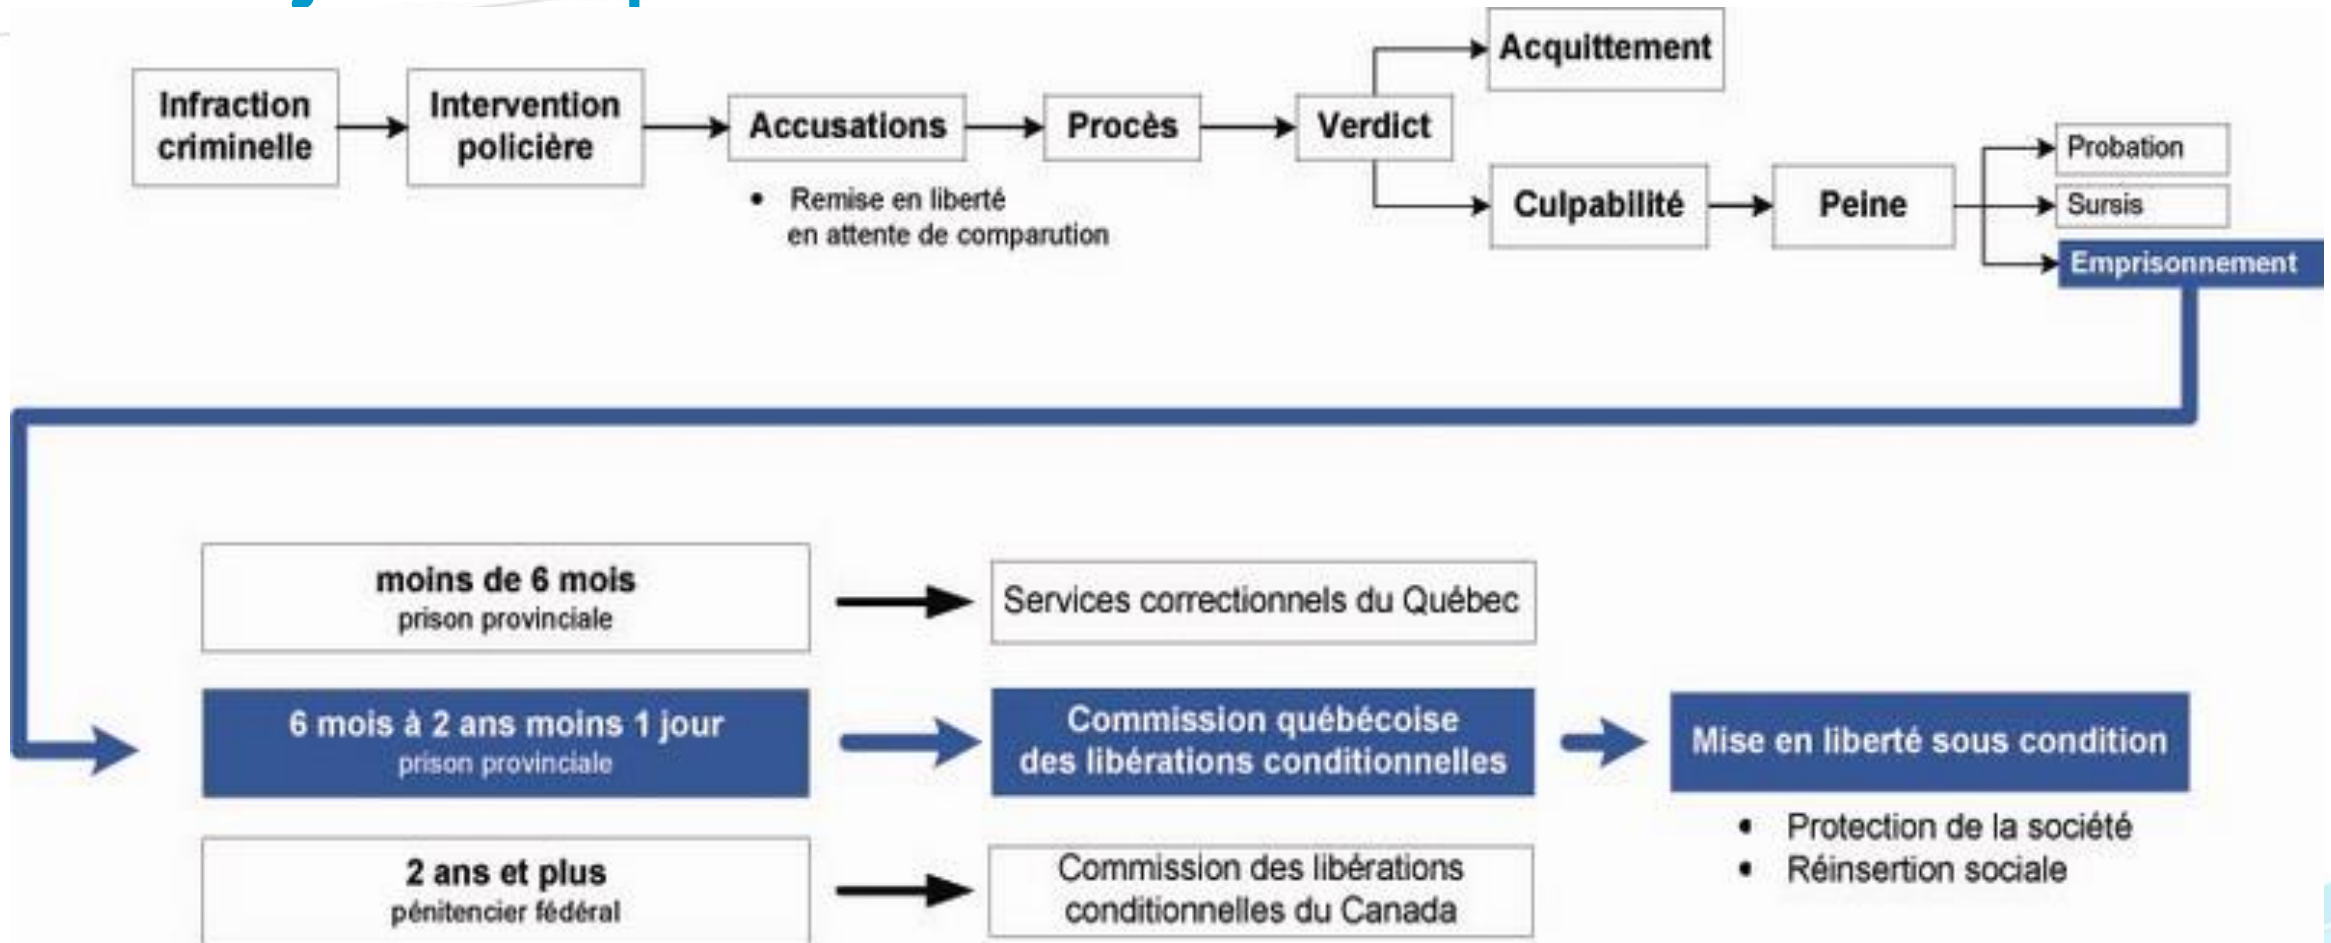 Infraction
criminelle
Intervention
policière
Accusations
• Remise en liberté
en attente de comparution
Procès
Verdict
Acquittement
Culpabilité
Peine
Probation
Sursis
Emprisonnement
moins de 6 mois
prison provinciale
Services correctionnels du Québec
6 mois à 2 ans moins 1 jour
prison provinciale
Commission québécoise
des libérations conditionnelles
Mise en liberté sous condition
• Protection de la société
• Réinsertion sociale
2 ans et plus
pénitencier fédéral
Commission des libérations
conditionnelles du Canada